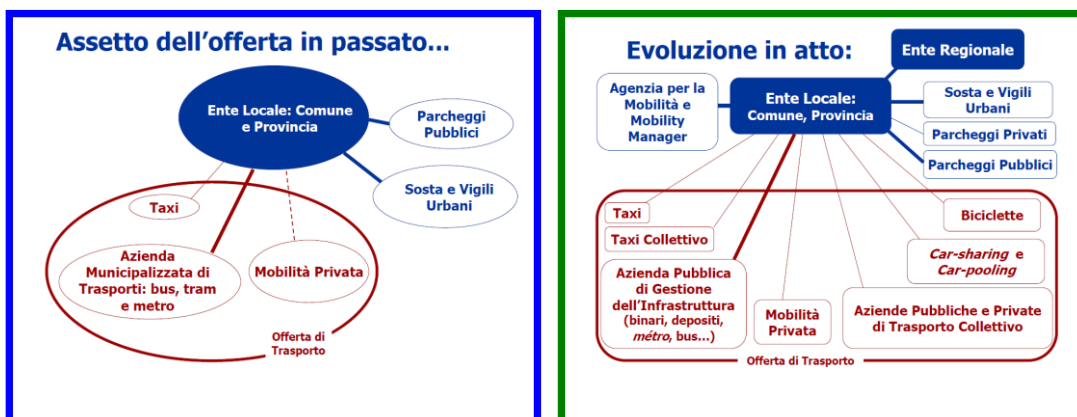 Assetto dell’offerta in passato...
Ente Locale: Comune
e Provincia
Parcheggi
Pubblici
Sosta e Vigili
Urbani
Taxi
Azienda
Municipalizzata di
Trasporti: bus, tram
e metro
Mobilità Privata
Offerta di
Trasporto
Evoluzione in atto:
Ente Regionale
Agenzia per la
Mobilità e
Mobility
Manager
Ente Locale:
Comune, Provincia
Sosta e Vigili
Urbani
Parcheggi Privati
Parcheggi Pubblici
Taxi
Taxi Collettivo
Azienda Pubblica
di Gestione
dell’Infrastruttura
(binari, depositi,
métro, bus...)
Mobilità
Privata
Biciclette
Car-sharing e
Car-pooling
Aziende Pubbliche e Private
di Trasporto Collettivo
Offerta di Trasporto